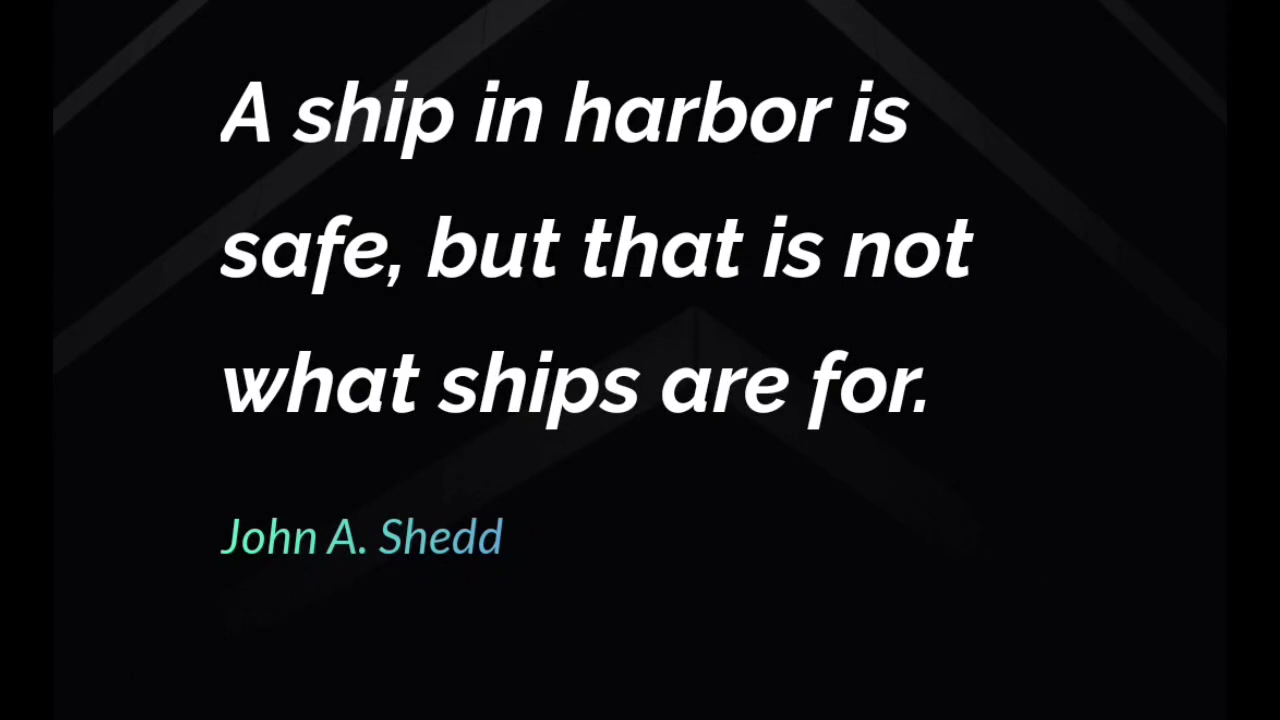 A ship in harbor is
safe, but that is not
what ships are for.
John A. Shedd